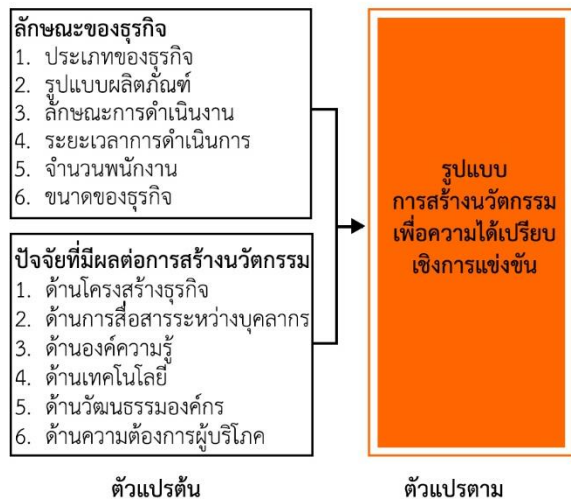 ลักษณะของธุรกิจ
1. ประเภทของธุรกิจ
2. รูปแบบผลิตภัณฑ์
3. ลักษณะการดำเนินงาน
4. ระยะเวลาการดำเนินการ
5. จำนวนพนักงาน
6. ขนาดของธุรกิจ
ปัจจัยที่มีผลต่อการสร้างนวัตกรรม
1. ด้านโครงสร้างธุรกิจ
2. ด้านการสื่อสารระหว่างบุคลากร
3. ด้านองค์ความรู้
4. ด้านเทคโนโลยี
5. ด้านวัฒนธรรมองค์กร
6. ด้านความต้องการผู้บริโภค
ตัวแปรต้น
รูปแบบ
การสร้างนวัตกรรม
เพื่อความได้เปรียบ
เชิงการแข่งขัน
ตัวแปรตาม